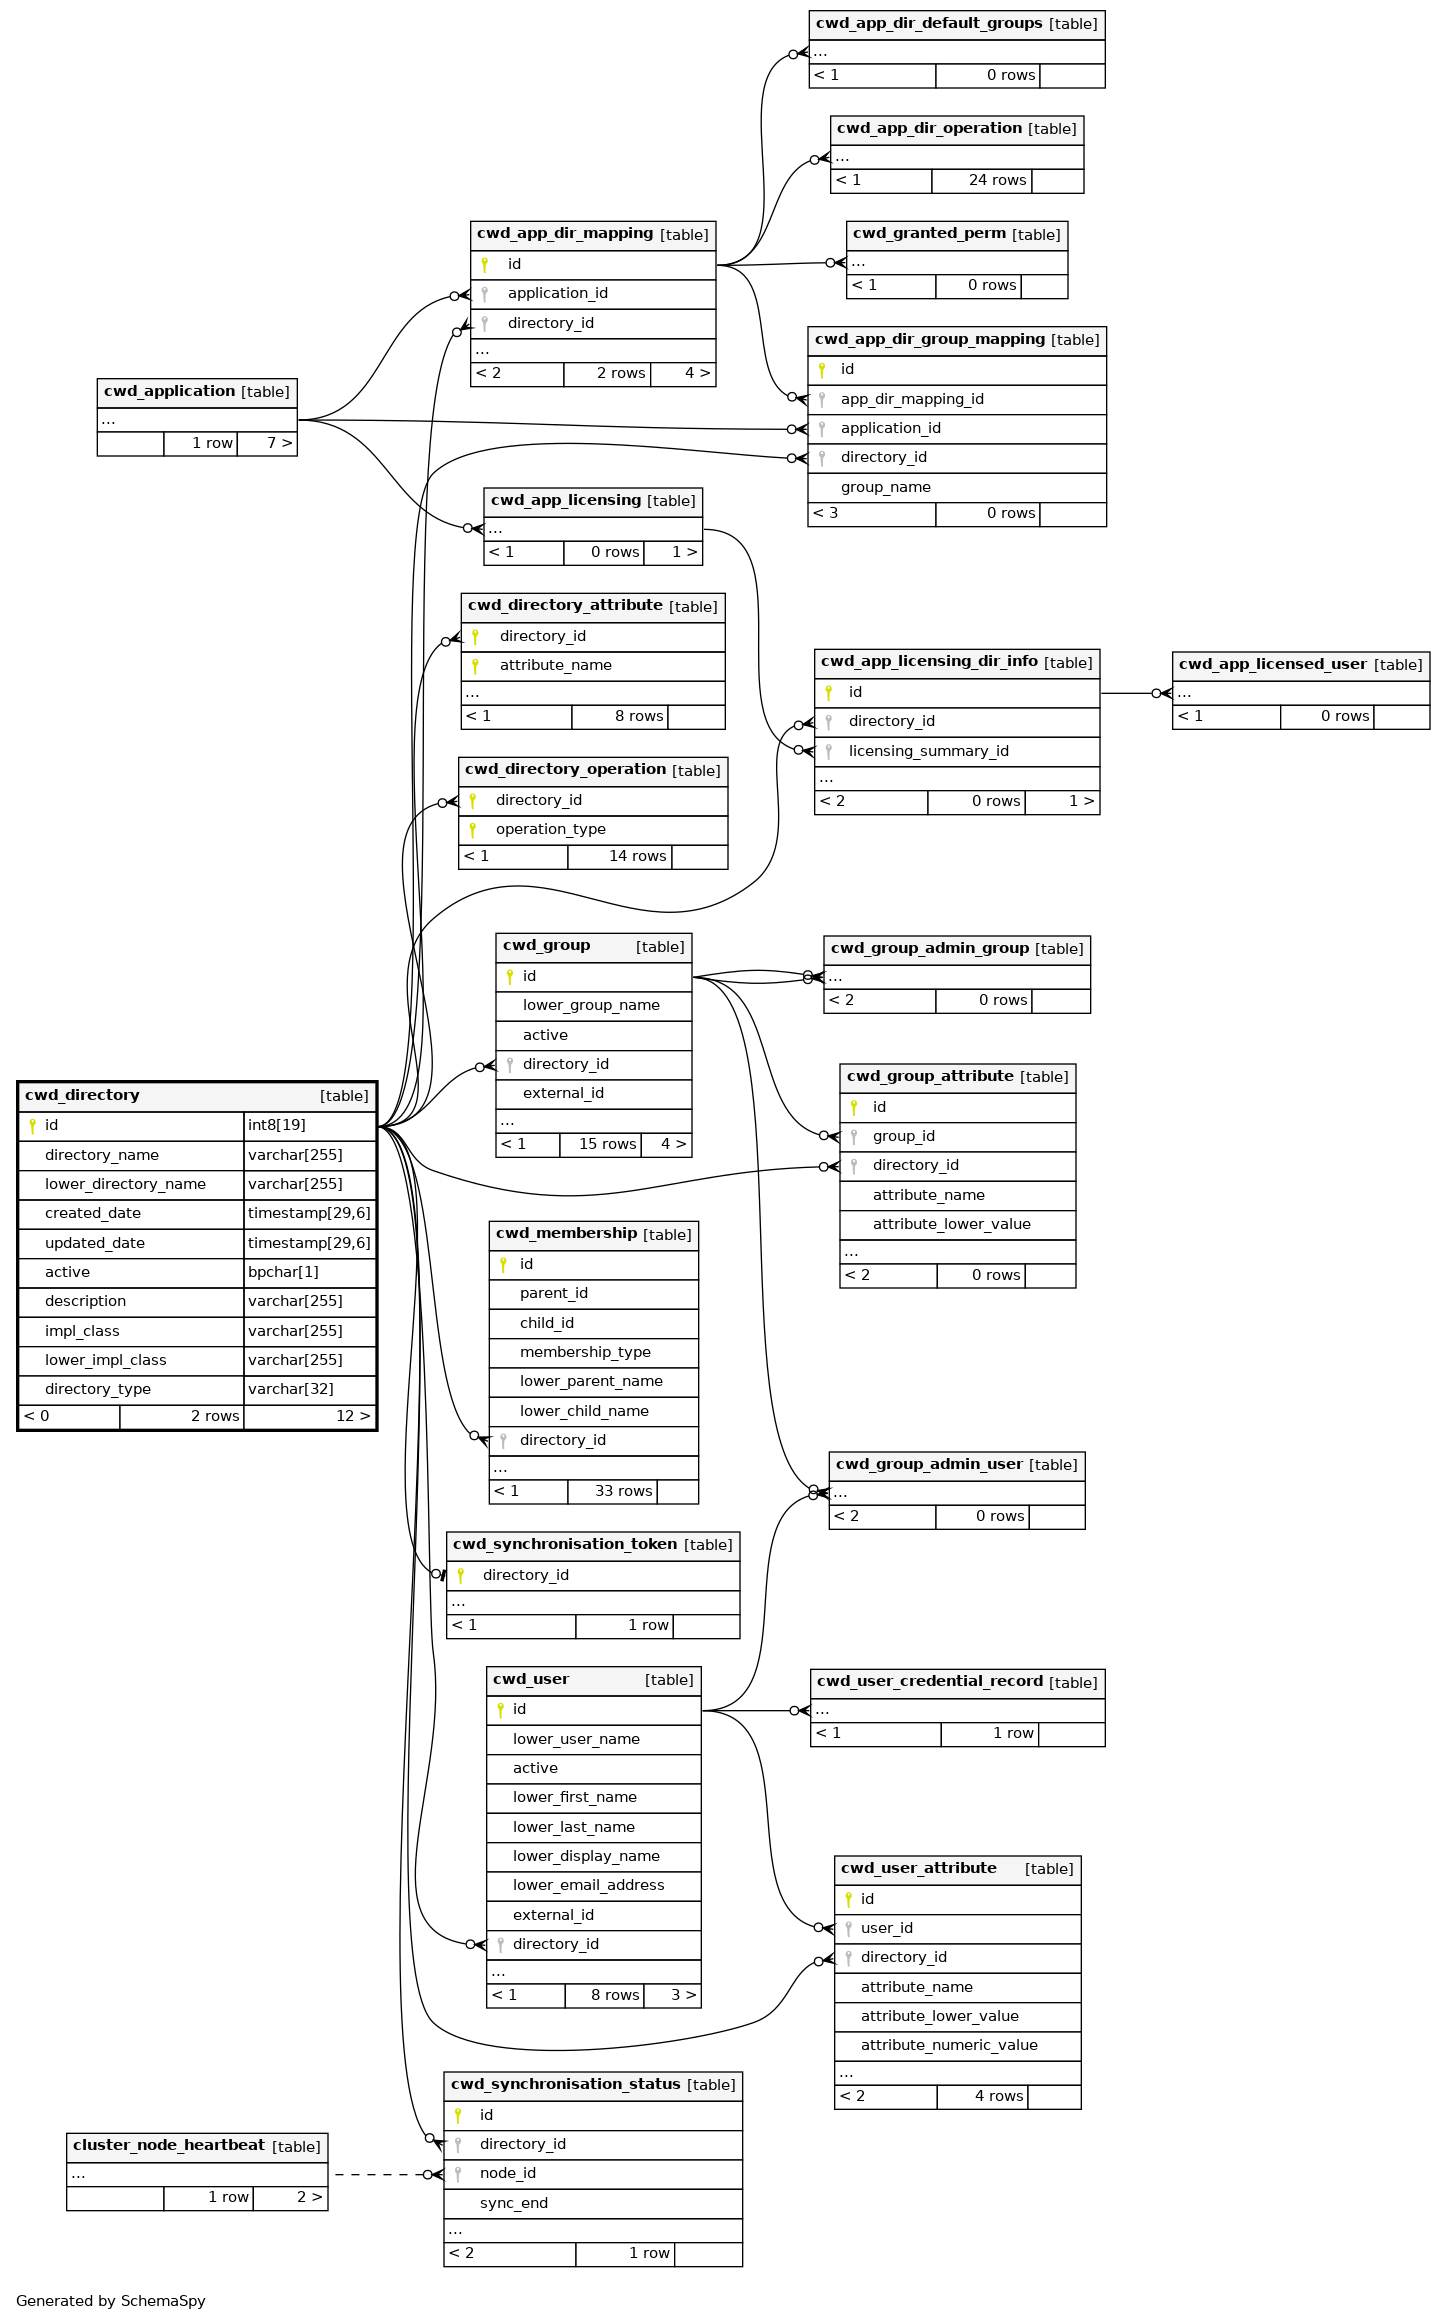 cwd_app_dir_default_groups [table]
...
< 1 0 rows
cwd_app_dir_operation [table]
...
< 1 24 rows
cwd_app_dir_mapping [table]
id
application_id
directory_id
...
< 2 2 rows 4 >
cwd_granted_perm [table]
...
< 1 0 rows
cwd_app_dir_group_mapping [table]
id
app_dir_mapping_id
application_id
directory_id
group_name
< 3 0 rows
cwd_application [table]
...
1 row 7 >
cwd_app_licensing [table]
...
< 1 0 rows 1 >
cwd_directory_attribute [table]
directory_id
attribute_name
...
< 1 8 rows
cwd_app_licensing_dir_info [table]
id
directory_id
licensing_summary_id
...
< 2 0 rows 1 >
cwd_app_licensed_user [table]
...
< 1 0 rows
cwd_directory_operation [table]
directory_id
operation_type
< 1 14 rows
cwd_group [table]
id
lower_group_name
active
directory_id
external_id
...
< 1 15 rows 4 >
cwd_group_admin_group [table]
...
< 2 0 rows
cwd_group_attribute [table]
id
group_id
directory_id
attribute_name
attribute_lower_value
...
< 2 0 rows
cwd_directory [table]
id int8[19]
directory_name varchar[255]
lower_directory_name varchar[255]
created_date timestamp[29,6]
updated_date timestamp[29,6]
active bpchar[1]
description varchar[255]
impl_class varchar[255]
lower_impl_class varchar[255]
directory_type varchar[32]
< 0 2 rows 12 >
cwd_membership [table]
id
parent_id
child_id
membership_type
lower_parent_name
lower_child_name
directory_id
...
< 1 33 rows
cwd_group_admin_user [table]
...
< 2 0 rows
cwd_synchronisation_token [table]
directory_id
...
< 1 1 row
cwd_user [table]
id
lower_user_name
active
lower_first_name
lower_last_name
lower_display_name
lower_email_address
external_id
directory_id
...
< 1 8 rows 3 >
cwd_user_credential_record [table]
...
< 1 1 row
cwd_user_attribute [table]
id
user_id
directory_id
attribute_name
attribute_lower_value
attribute_numeric_value
...
< 2 4 rows
cwd_synchronisation_status [table]
id
directory_id
node_id
sync_end
...
< 2 1 row
cluster_node_heartbeat [table]
...
1 row 2 >
Generated by SchemaSpy